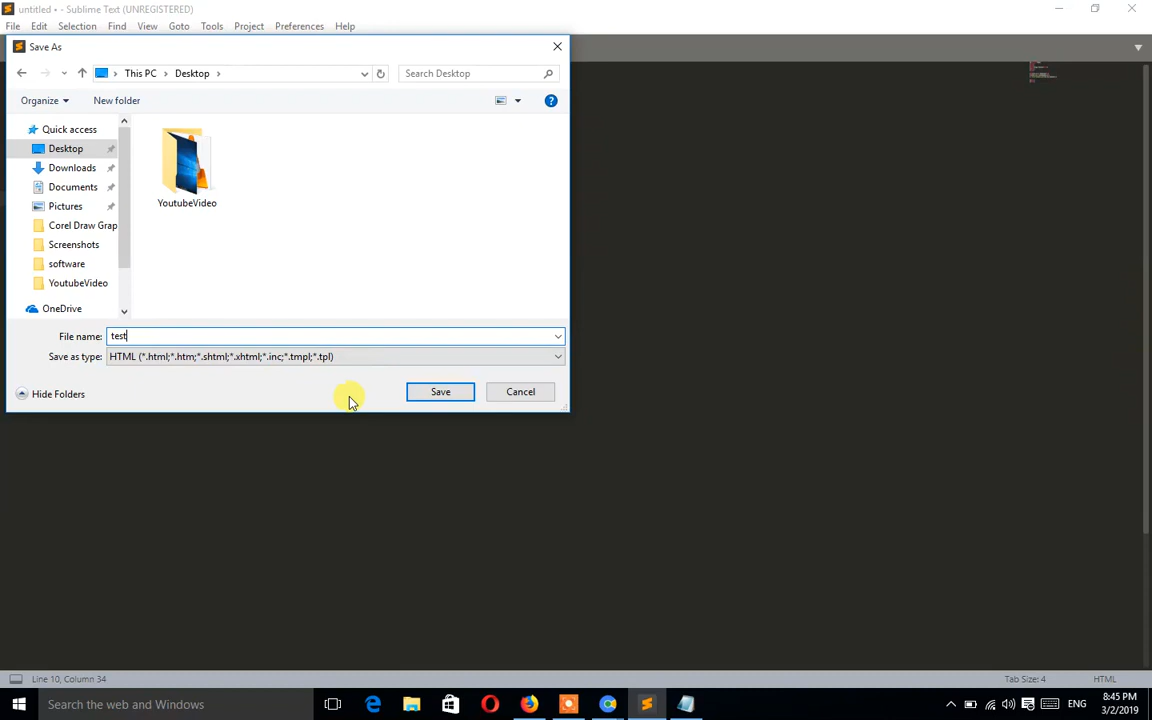 untitled • - Sublime Text (UNREGISTERED)
File Edit Selection Find View Goto Tools Project Preferences Help
Save As
This PC > Desktop >
Search Desktop
Organize
New folder
Quick access
Desktop
Downloads
Documents
Pictures
Corel Draw Grap
Screenshots
software
YoutubeVideo
OneDrive
YoutubeVideo
File name: test
Save as type: HTML (*.html;*.htm;*.shtml;*.xhtml;*.inc;*.tmpl;*.tpl)
Hide Folders
Save
Cancel
Line 10, Column 34
Tab Size: 4
HTML
Search the web and Windows
ENG
8:45 PM
3/2/2019